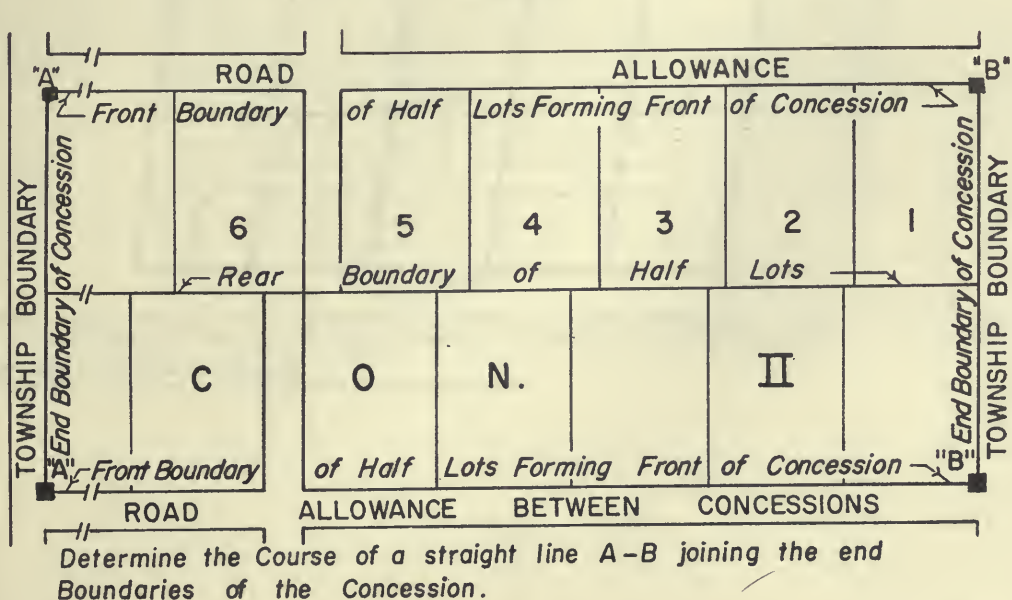 ROAD ALLOWANCE
"A" "B"
Front Boundary of Half Lots Forming Front of Concession
TOWNSHIP BOUNDARY
End Boundary of Concession
6 5 4 3 2 1
End Boundary of Concession
TOWNSHIP BOUNDARY
Rear Boundary of Half Lots
C O N. II
"A" Front Boundary of Half Lots Forming Front of Concession "B"
ROAD ALLOWANCE BETWEEN CONCESSIONS
Determine the Course of a straight line A-B joining the end
Boundaries of the Concession.